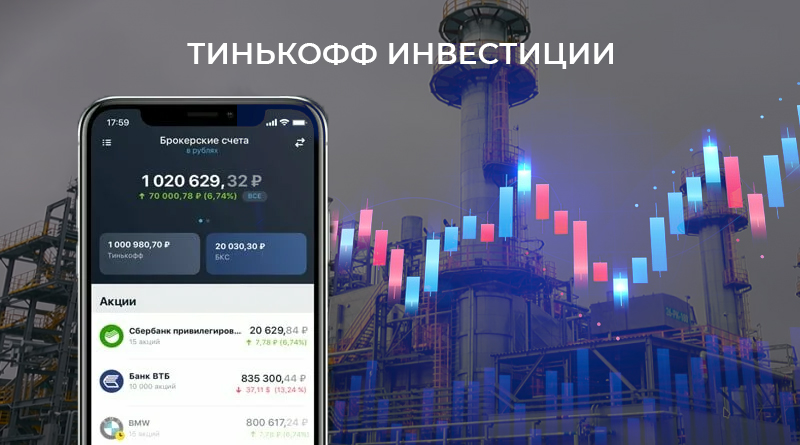 ТИНЬКОФФ ИНВЕСТИЦИИ
17:59
Брокерские счета
в рублях
1 020 629,32 ₽
↑ 70 000,78 ₽ (6,74%) ВСЕ
1 000 980,70 ₽
Тинькофф
20 030,30 ₽
БКС
Акции
Сбербанк привилегиров... 20 629,84 ₽
15 акций ↑ 7,78 ₽ (6,74%)
Банк ВТБ 835 300,44 ₽
10 000 акций ↓ 37,11 $ (13,24 %)
BMW 800 617,24 ₽
15 акций ↑ 7,78 ₽ (6,74%)